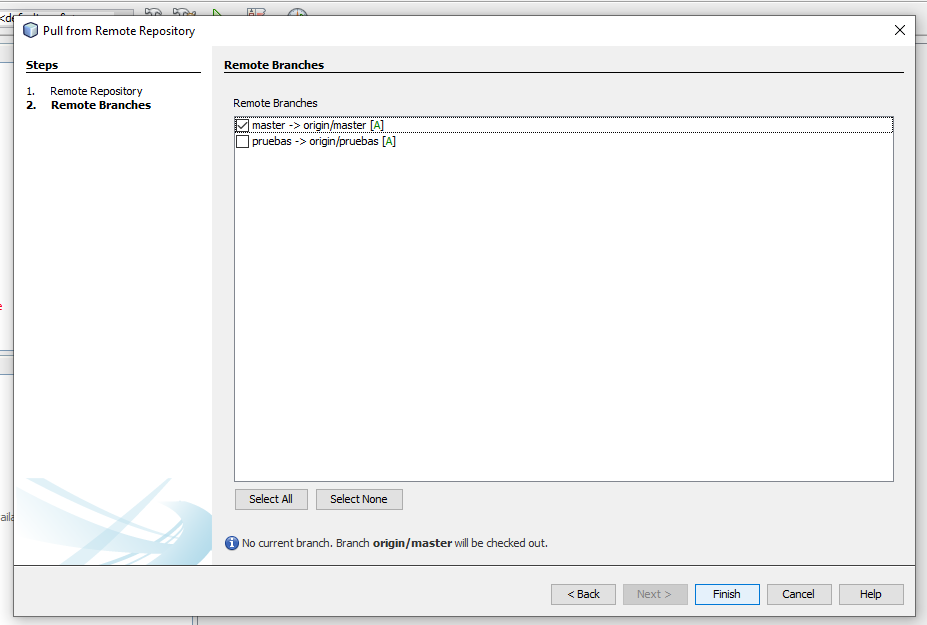 Pull from Remote Repository
Steps
1. Remote Repository
2. Remote Branches
Remote Branches
Remote Branches
master -> origin/master [A]
pruebas -> origin/pruebas [A]
Select All
Select None
No current branch. Branch origin/master will be checked out.
< Back
Next >
Finish
Cancel
Help